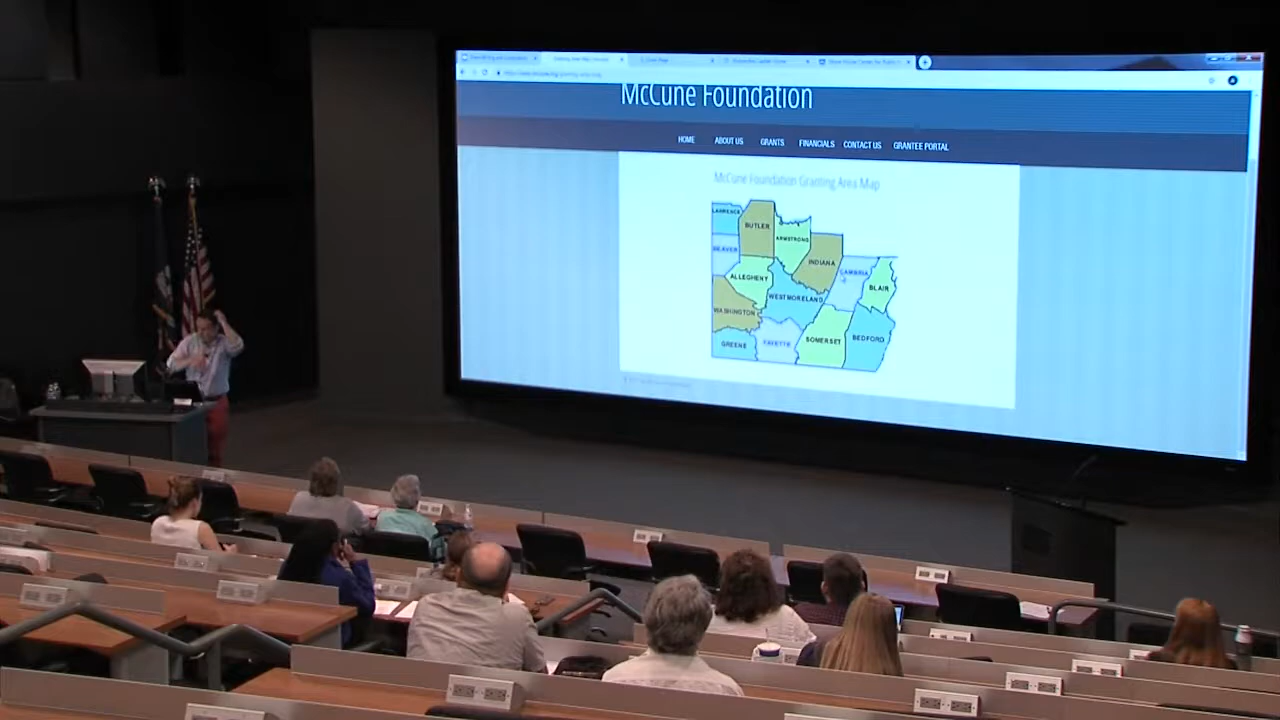 McCune Foundation
HOME ABOUT US GRANTS FINANCIALS CONTACT US GRANTEE PORTAL
McCune Foundation Granting Area Map
LAWRENCE
BUTLER
ARMSTRONG
BEAVER
INDIANA
CAMBRIA
ALLEGHENY
BLAIR
WESTMORELAND
WASHINGTON
GREENE
FAYETTE
SOMERSET
BEDFORD